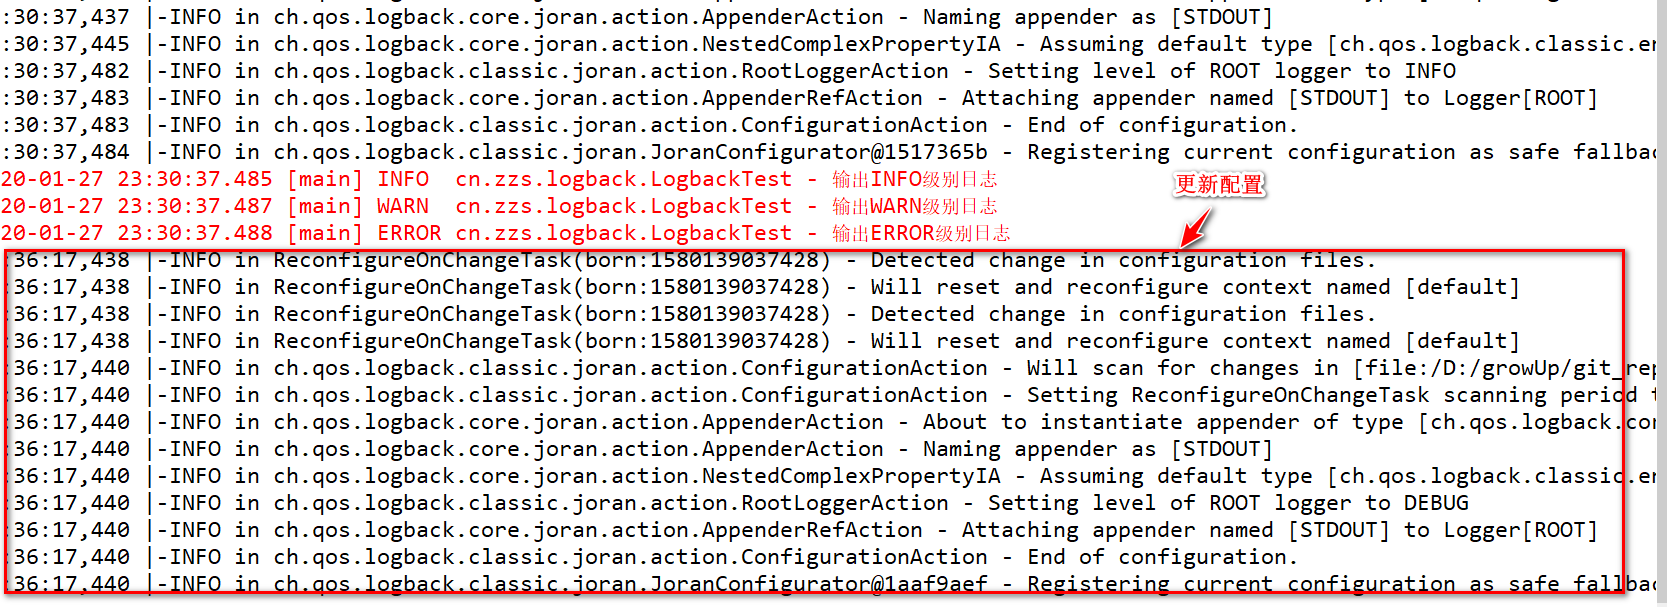 :30:37,437 |-INFO in ch.qos.logback.core.joran.action.AppenderAction - Naming appender as [STDOUT]
:30:37,445 |-INFO in ch.qos.logback.core.joran.action.NestedComplexPropertyIA - Assuming default type [ch.qos.logback.classic.en
:30:37,482 |-INFO in ch.qos.logback.classic.joran.action.RootLoggerAction - Setting level of ROOT logger to INFO
:30:37,483 |-INFO in ch.qos.logback.core.joran.action.AppenderRefAction - Attaching appender named [STDOUT] to Logger[ROOT]
:30:37,483 |-INFO in ch.qos.logback.classic.joran.action.ConfigurationAction - End of configuration.
:30:37,484 |-INFO in ch.qos.logback.classic.joran.JoranConfigurator@1517365b - Registering current configuration as safe fallbac
20-01-27 23:30:37.485 [main] INFO  cn.zzs.logback.LogbackTest - 输出INFO级别日志
更新配置
20-01-27 23:30:37.487 [main] WARN  cn.zzs.logback.LogbackTest - 输出WARN级别日志
20-01-27 23:30:37.488 [main] ERROR cn.zzs.logback.LogbackTest - 输出ERROR级别日志
:36:17,438 |-INFO in ReconfigureOnChangeTask(born:1580139037428) - Detected change in configuration files.
:36:17,438 |-INFO in ReconfigureOnChangeTask(born:1580139037428) - Will reset and reconfigure context named [default]
:36:17,438 |-INFO in ReconfigureOnChangeTask(born:1580139037428) - Detected change in configuration files.
:36:17,438 |-INFO in ReconfigureOnChangeTask(born:1580139037428) - Will reset and reconfigure context named [default]
:36:17,440 |-INFO in ch.qos.logback.classic.joran.action.ConfigurationAction - Will scan for changes in [file:/D:/growUp/git_rep
:36:17,440 |-INFO in ch.qos.logback.classic.joran.action.ConfigurationAction - Setting ReconfigureOnChangeTask scanning period t
:36:17,440 |-INFO in ch.qos.logback.core.joran.action.AppenderAction - About to instantiate appender of type [ch.qos.logback.cor
:36:17,440 |-INFO in ch.qos.logback.core.joran.action.AppenderAction - Naming appender as [STDOUT]
:36:17,440 |-INFO in ch.qos.logback.core.joran.action.NestedComplexPropertyIA - Assuming default type [ch.qos.logback.classic.en
:36:17,440 |-INFO in ch.qos.logback.classic.joran.action.RootLoggerAction - Setting level of ROOT logger to DEBUG
:36:17,440 |-INFO in ch.qos.logback.core.joran.action.AppenderRefAction - Attaching appender named [STDOUT] to Logger[ROOT]
:36:17,440 |-INFO in ch.qos.logback.classic.joran.action.ConfigurationAction - End of configuration.
:36:17,440 |-INFO in ch.qos.logback.classic.joran.JoranConfigurator@1aaf9aef - Registering current configuration as safe fallbac